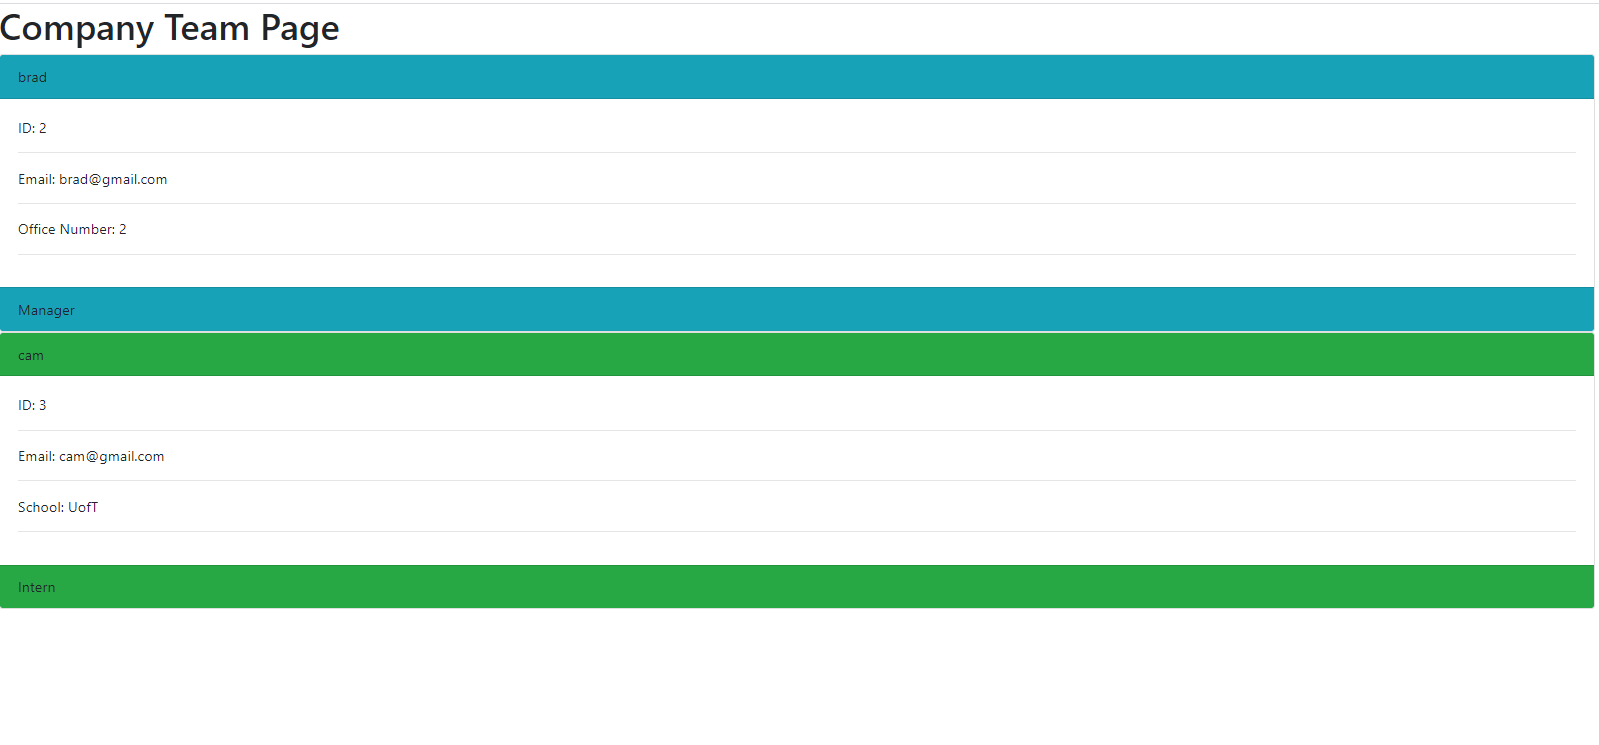 Company Team Page
brad
ID: 2
Email: brad@gmail.com
Office Number: 2
Manager
cam
ID: 3
Email: cam@gmail.com
School: UofT
Intern